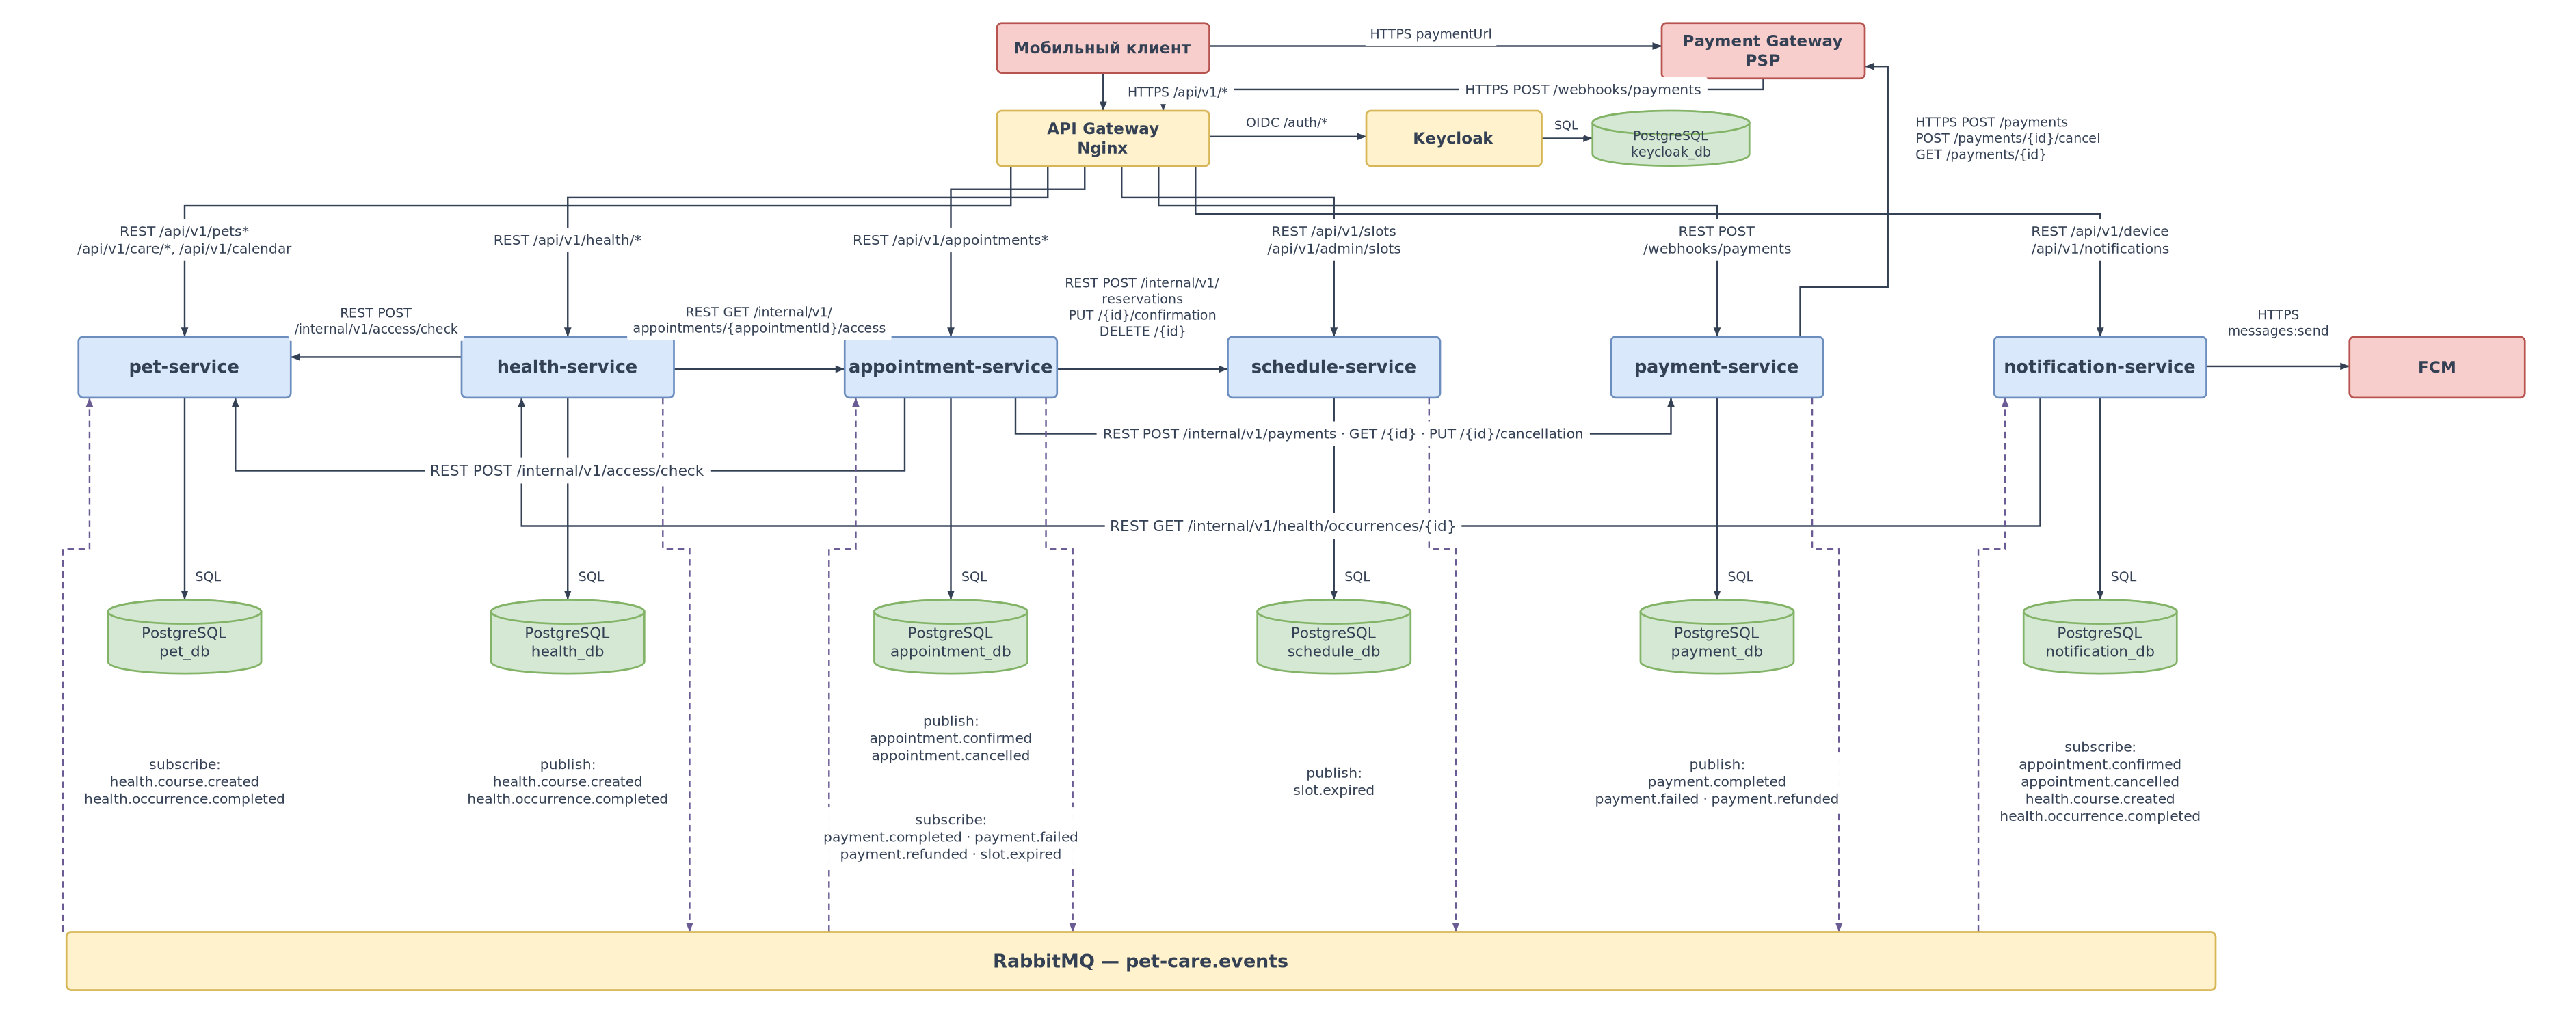 Мобильный клиент
HTTPS paymentUrl
Payment Gateway
PSP
HTTPS /api/v1/*
HTTPS POST /webhooks/payments
API Gateway
Nginx
OIDC /auth/*
Keycloak
SQL
PostgreSQL
keycloak_db
HTTPS POST /payments
POST /payments/{id}/cancel
GET /payments/{id}
REST /api/v1/pets*
/api/v1/care/*, /api/v1/calendar
REST /api/v1/health/*
REST /api/v1/appointments*
REST /api/v1/slots
/api/v1/admin/slots
REST POST
/webhooks/payments
REST /api/v1/device
/api/v1/notifications
REST POST
/internal/v1/access/check
REST GET /internal/v1/
appointments/{appointmentId}/access
REST POST /internal/v1/
reservations
PUT /{id}/confirmation
DELETE /{id}
HTTPS
messages:send
pet-service
health-service
appointment-service
schedule-service
payment-service
notification-service
FCM
REST POST /internal/v1/payments · GET /{id} · PUT /{id}/cancellation
REST POST /internal/v1/access/check
REST GET /internal/v1/health/occurrences/{id}
SQL
SQL
SQL
SQL
SQL
SQL
PostgreSQL
pet_db
PostgreSQL
health_db
PostgreSQL
appointment_db
PostgreSQL
schedule_db
PostgreSQL
payment_db
PostgreSQL
notification_db
subscribe:
health.course.created
health.occurrence.completed
publish:
health.course.created
health.occurrence.completed
publish:
appointment.confirmed
appointment.cancelled
subscribe:
payment.completed · payment.failed
payment.refunded · slot.expired
publish:
slot.expired
publish:
payment.completed
payment.failed · payment.refunded
subscribe:
appointment.confirmed
appointment.cancelled
health.course.created
health.occurrence.completed
RabbitMQ — pet-care.events